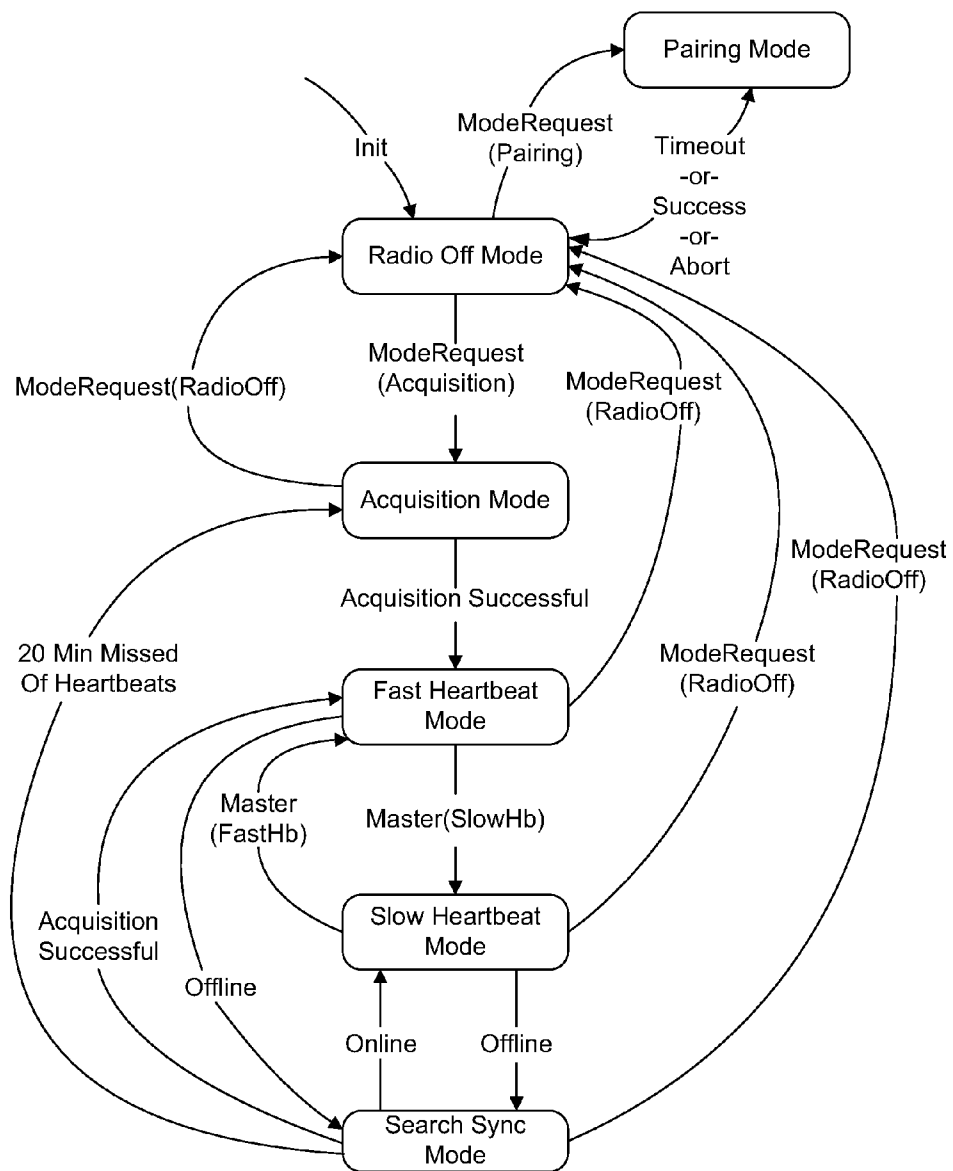 Pairing Mode
ModeRequest
(Pairing)
Init
Timeout
-or-
Success
-or-
Abort
Radio Off Mode
ModeRequest
(Acquisition)
ModeRequest(RadioOff)
ModeRequest
(RadioOff)
Acquisition Mode
ModeRequest
(RadioOff)
Acquisition Successful
20 Min Missed
Of Heartbeats
ModeRequest
(RadioOff)
Fast Heartbeat
Mode
Master
(FastHb)
Master(SlowHb)
Acquisition
Successful
Slow Heartbeat
Mode
Offline
Online
Offline
Search Sync
Mode